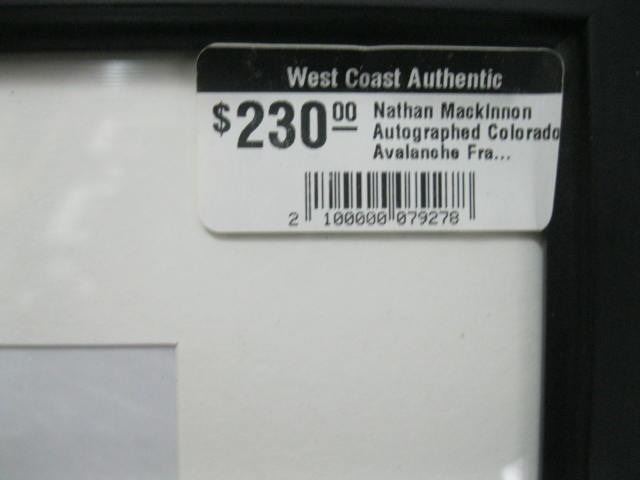 West Coast Authentic
$230.00 Nathan MacKinnon
Autographed Colorado
Avalanche Fra...
2 100000 079278